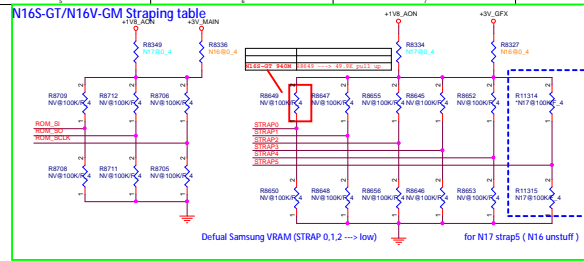 N16S-GT/N16V-GM Straping table
+1V8_AON
+3V_MAIN
+1V8_AON
+3V_GFX
R8349
N17@0_4
R8336
N16@0_4
R8334
N17@0_4
R8327
N16@0_4
N16S-GT 940M R8649 ---> 49.9K pull up
R8709
NV@100K/F_4
R8712
NV@100K/F_4
R8706
NV@100K/F_4
R8649
NV@100K/F_4
R8647
NV@100K/F_4
R8655
NV@100K/F_4
R8645
NV@100K/F_4
R8652
NV@100K/F_4
R11314
*N17@100K/F_4
ROM_SI
ROM_SO
ROM_SCLK
STRAP0
STRAP1
STRAP2
STRAP3
STRAP4
STRAP5
R8708
NV@100K/F_4
R8711
NV@100K/F_4
R8705
NV@100K/F_4
R8650
NV@100K/F_4
R8648
NV@100K/F_4
R8656
NV@100K/F_4
R8646
NV@100K/F_4
R8653
NV@100K/F_4
R11315
N17@100K/F_4
Defual Samsung VRAM (STRAP 0,1,2 ---> low)
for N17 strap5 ( N16 unstuff )